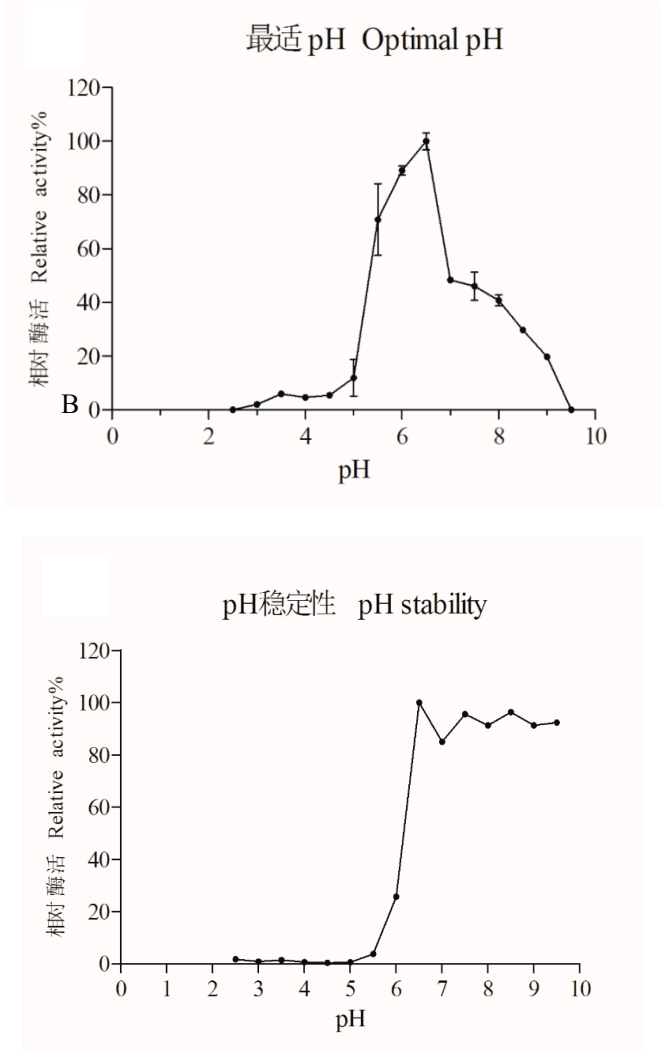 最适 pH Optimal pH
120
100
80
60
40
20
0
相对酶活 Relative activity%
B
0 2 4 6 8 10
pH
pH稳定性 pH stability
120
100
80
60
40
20
0
相对酶活 Relative activity%
0 1 2 3 4 5 6 7 8 9 10
pH